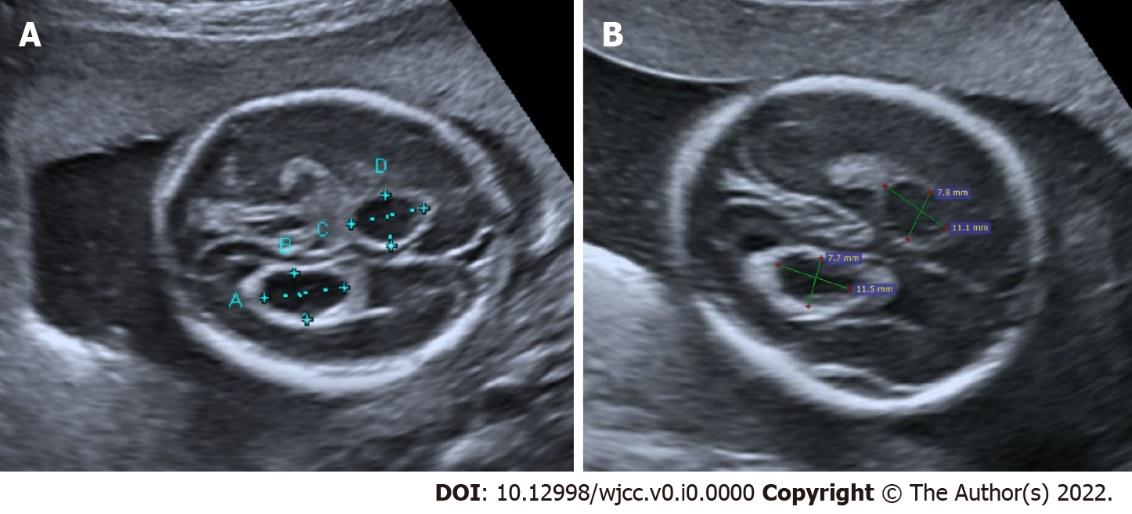 A
B
D
C
B
A
7.9 mm
11.1 mm
7.7 mm
11.5 mm
DOI: 10.12998/wjcc.v0.i0.0000 Copyright © The Author(s) 2022.